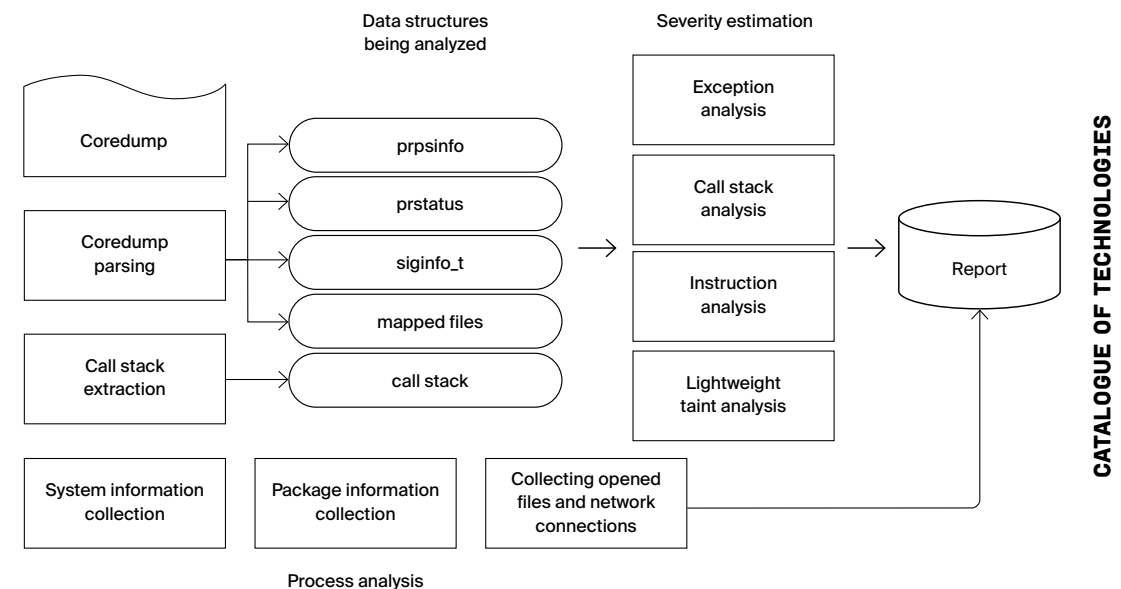 Data structures
being analyzed
Severity estimation
Coredump
Coredump
parsing
Call stack
extraction
prpsinfo
prstatus
siginfo_t
mapped files
call stack
Exception
analysis
Call stack
analysis
Instruction
analysis
Lightweight
taint analysis
Report
System information
collection
Package information
collection
Collecting opened
files and network
connections
Process analysis
CATALOGUE OF TECHNOLOGIES